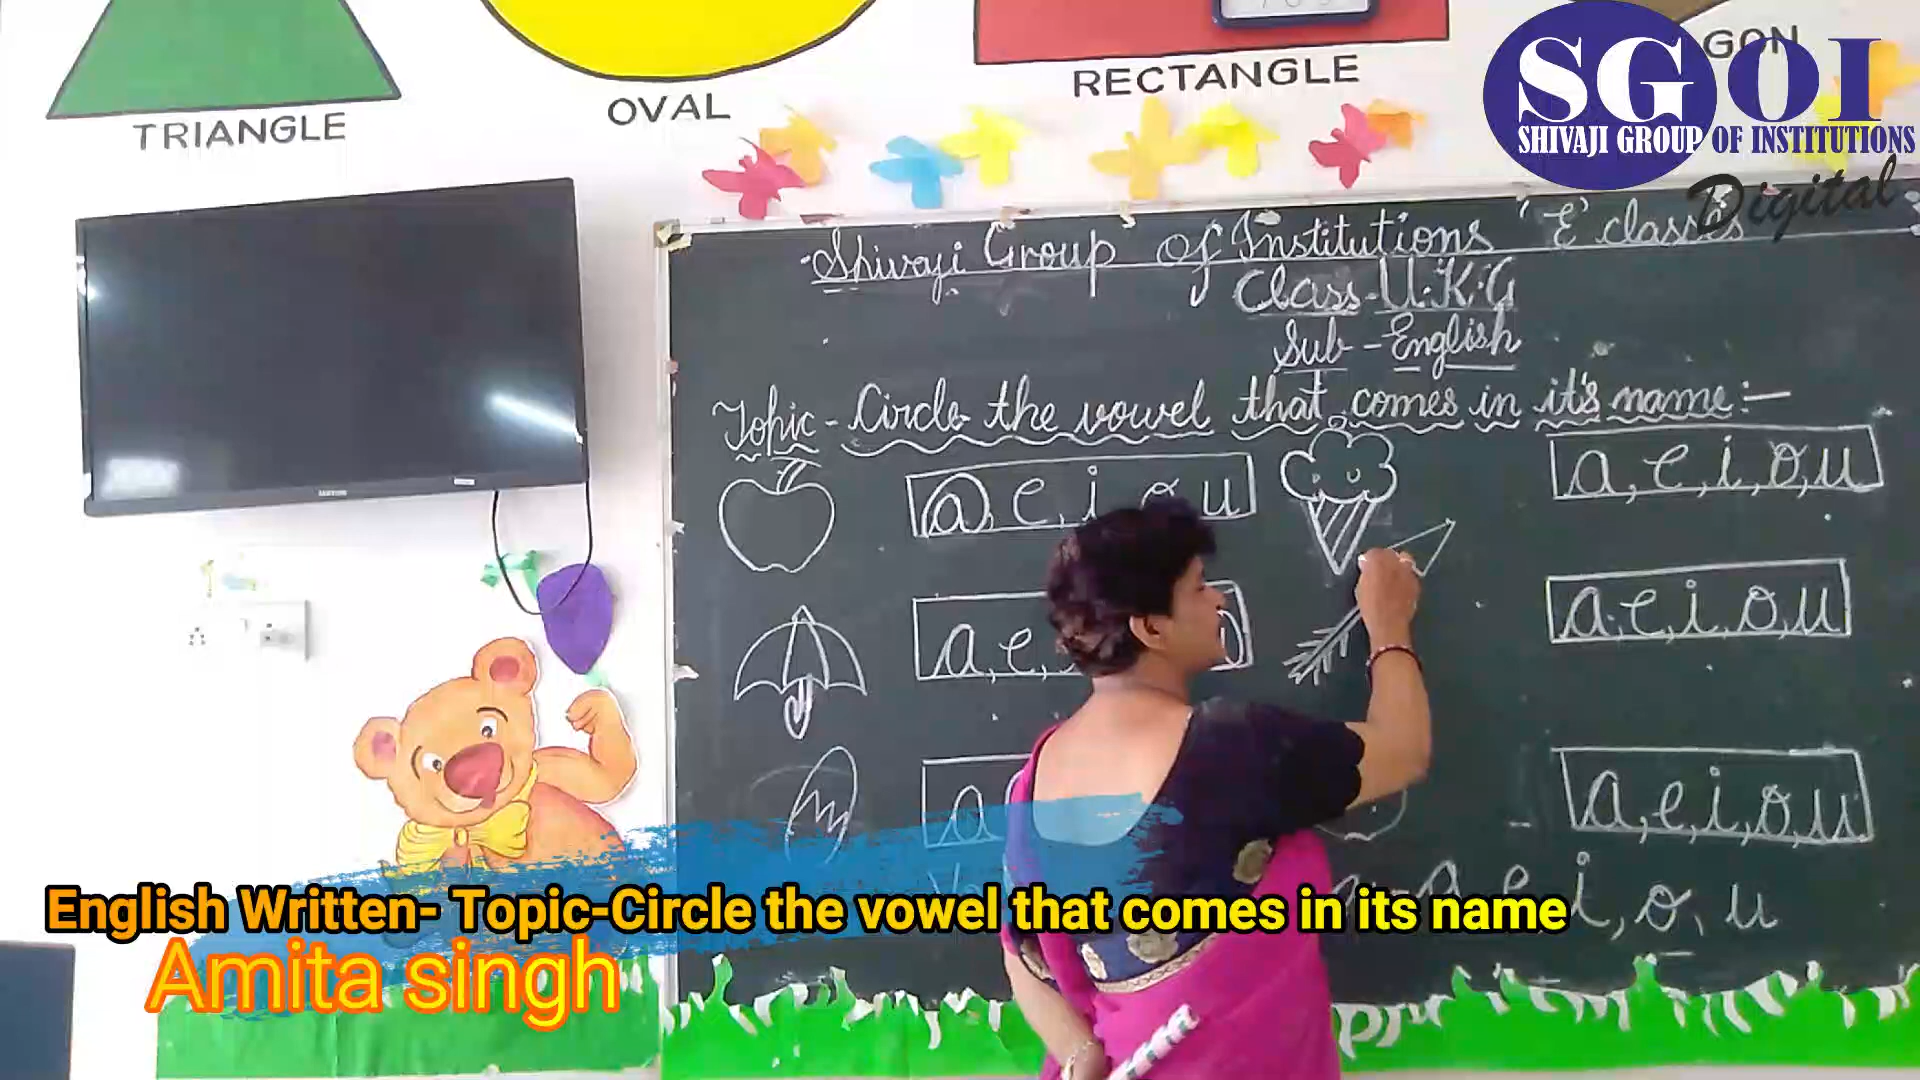 TRIANGLE
OVAL
RECTANGLE
GON
SGOI
SHIVAJI GROUP OF INSTITUTIONS
Digital
Shivaji Group of Institutions 'E' classes
Class-U.K.G
Sub-English
Topic- Circle the vowel that comes in it's name:-
a, e, i, o, u
a, e, i, o, u
a, e, u
a, e, i, o, u
a
a, e, i, o, u
a, e, i, o, u
English Written- Topic-Circle the vowel that comes in its name
Amita singh